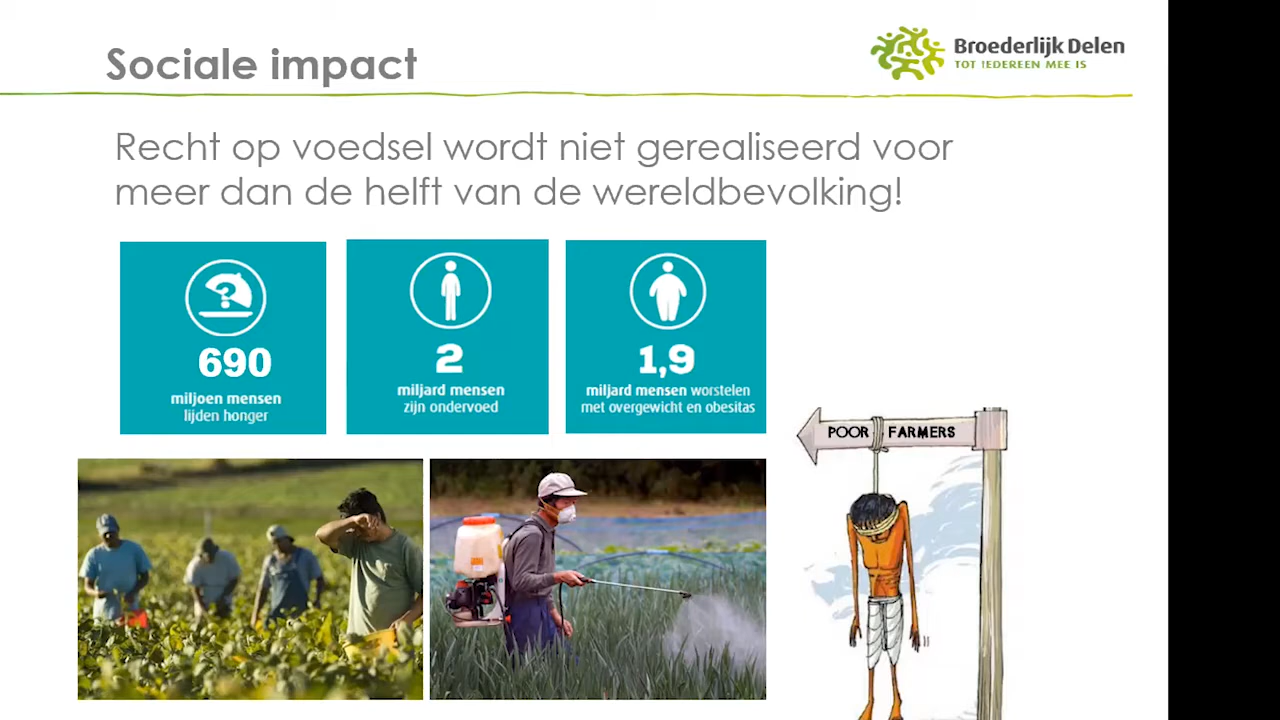 Sociale impact
Broederlijk Delen
TOT IEDEREEN MEE IS
Recht op voedsel wordt niet gerealiseerd voor
meer dan de helft van de wereldbevolking!
690
miljoen mensen
lijden honger
2
miljard mensen
zijn ondervoed
1,9
miljard mensen worstelen
met overgewicht en obesitas
POOR FARMERS